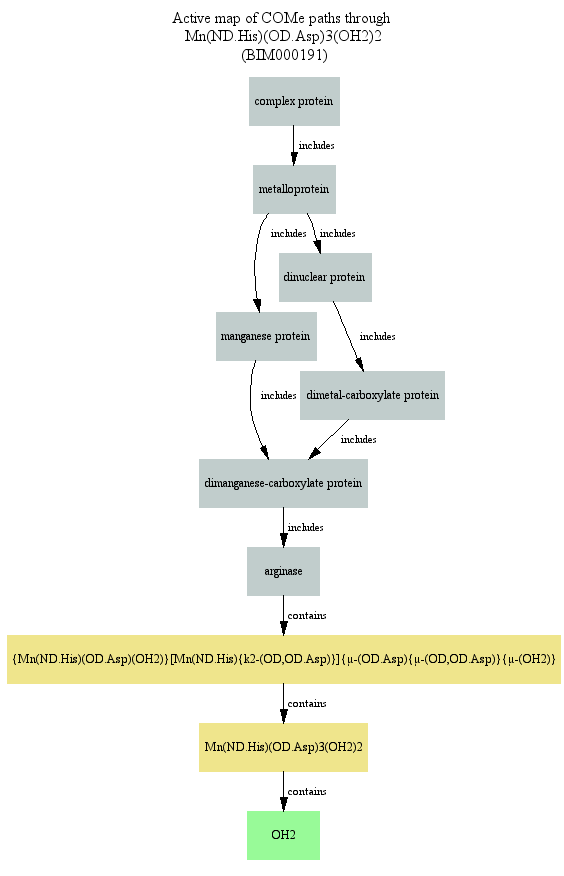 Active map of COMe paths through
Mn(ND.His)(OD.Asp)3(OH2)2
(BIM000191)
complex protein
includes
metalloprotein
includes
includes
dinuclear protein
manganese protein
includes
dimetal-carboxylate protein
includes
includes
dimanganese-carboxylate protein
includes
arginase
contains
{Mn(ND.His)(OD.Asp)(OH2)}[Mn(ND.His){k2-(OD,OD.Asp)}]{μ-(OD.Asp){μ-(OD,OD.Asp)}{μ-(OH2)}
contains
Mn(ND.His)(OD.Asp)3(OH2)2
contains
OH2